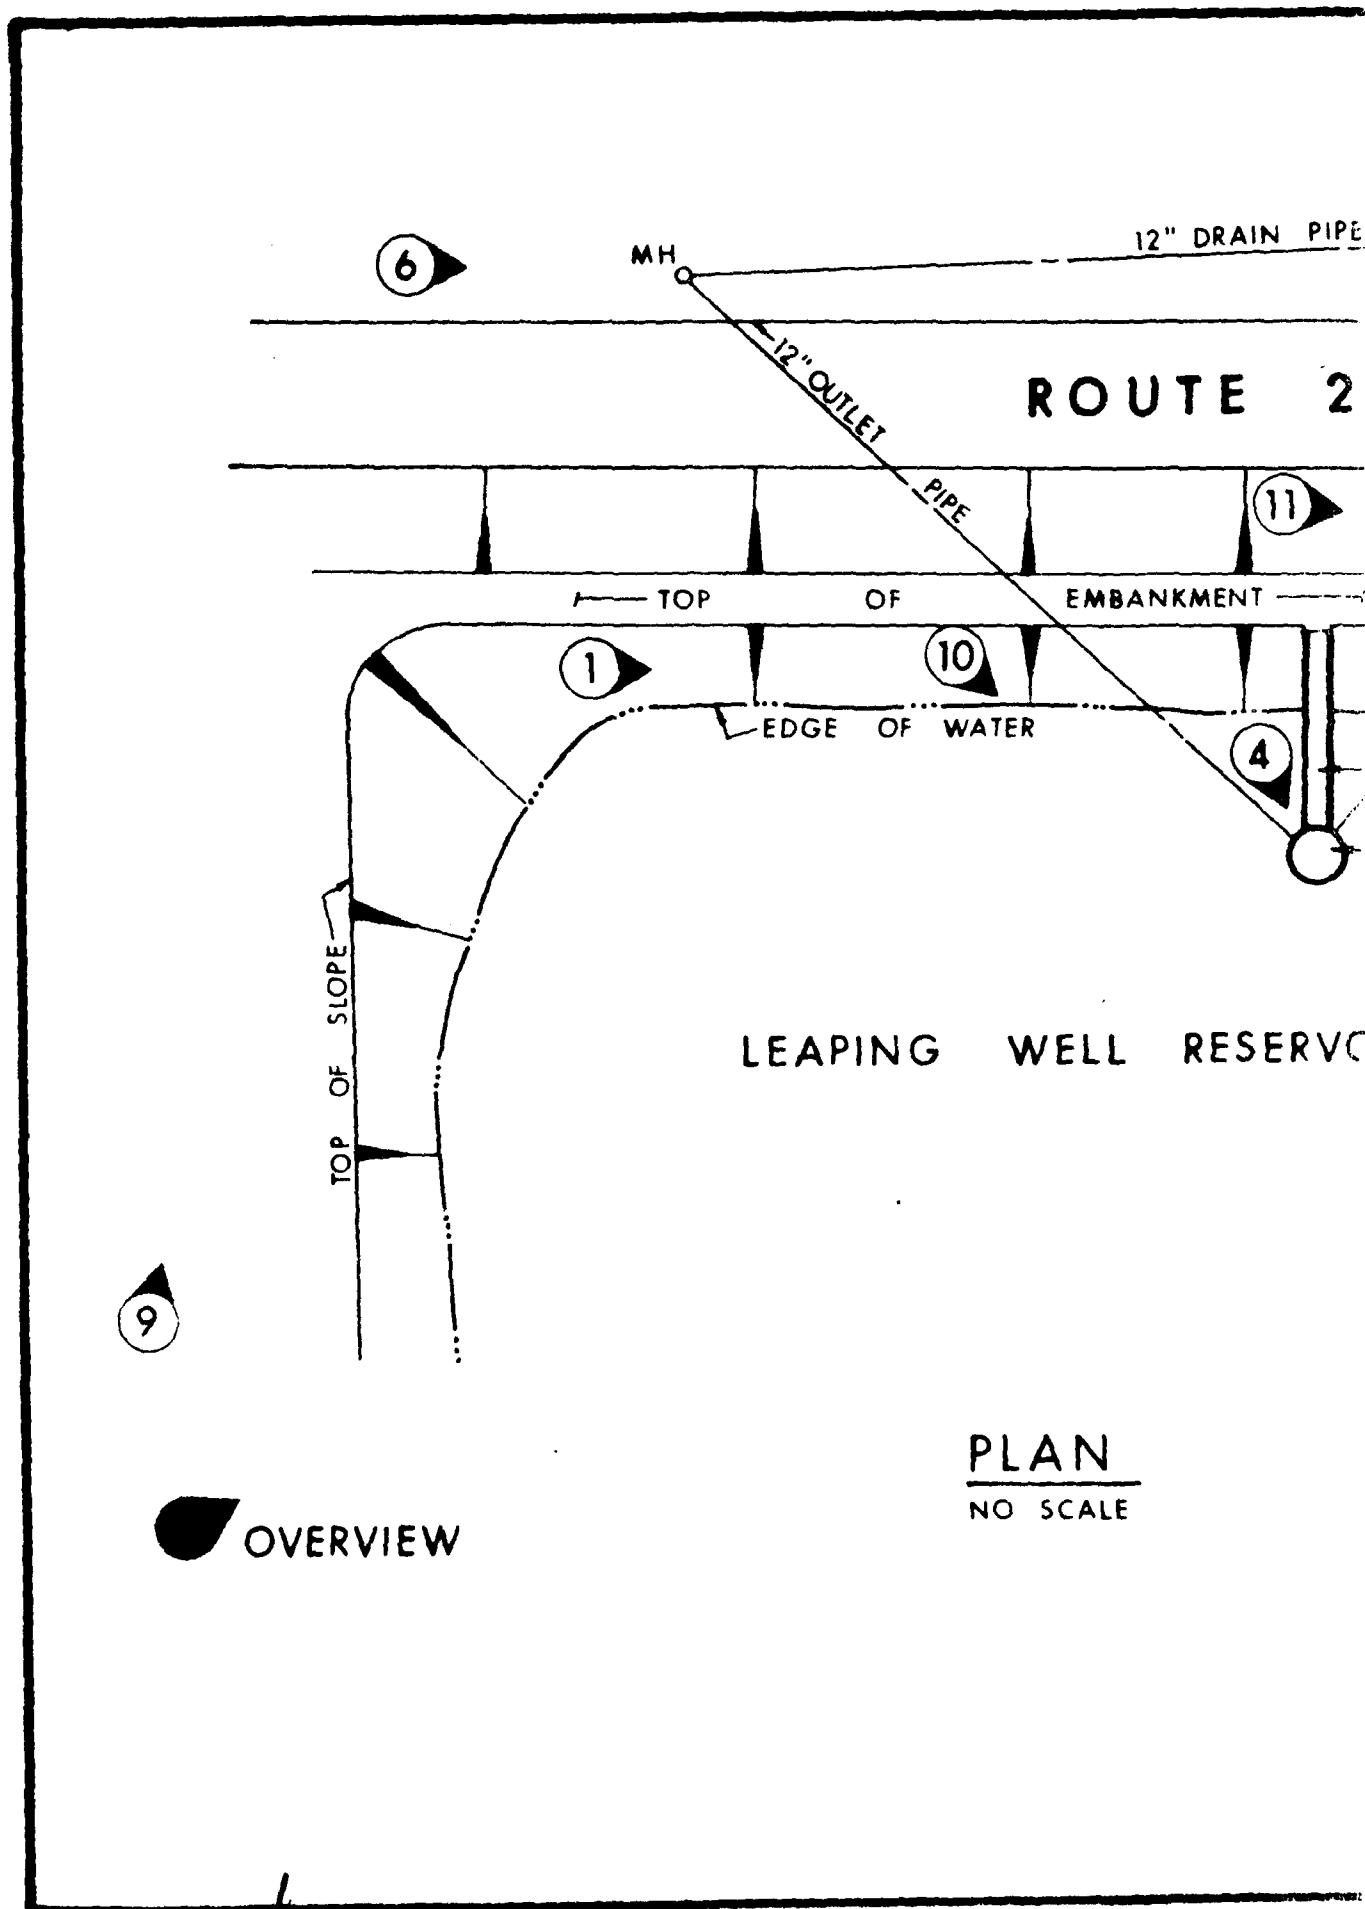 12" DRAIN PIPE
MH
6
12" OUTLET PIPE
ROUTE 2
11
TOP OF EMBANKMENT
1
10
EDGE OF WATER
4
TOP OF SLOPE
LEAPING WELL RESERVO
9
PLAN
NO SCALE
OVERVIEW